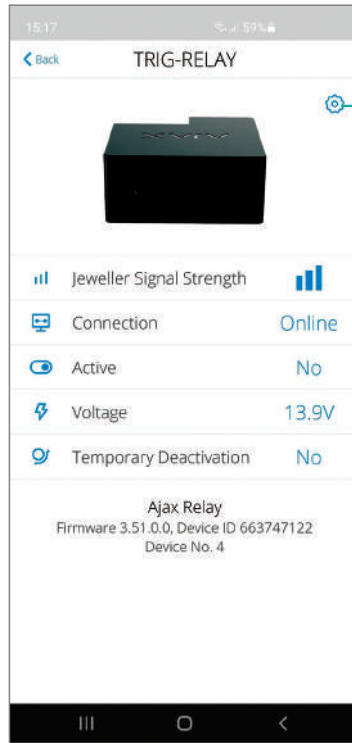 15:17 59%
Back TRIG-RELAY
AJAX
Jeweller Signal Strength
Connection Online
Active No
Voltage 13.9V
Temporary Deactivation No
Ajax Relay
Firmware 3.51.0.0, Device ID 663747122
Device No. 4